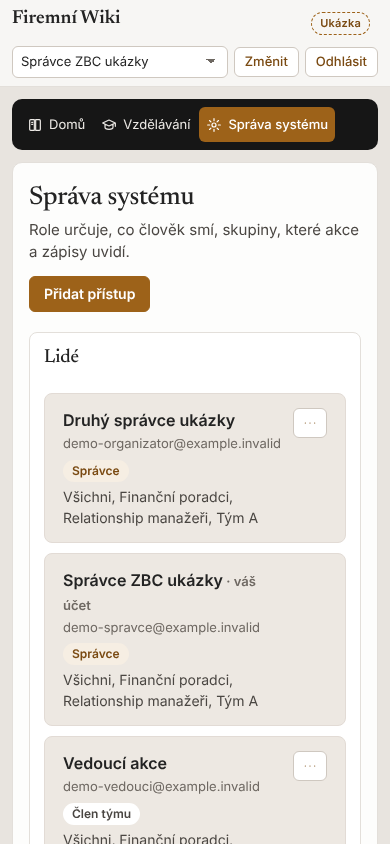 Firemní Wiki
Ukázka
Správce ZBC ukázky
Změnit
Odhlásit
Domů
Vzdělávání
Správa systému
Správa systému
Role určuje, co člověk smí, skupiny, které akce
a zápisy uvidí.
Přidat přístup
Lidé
Druhý správce ukázky
···
demo-organizator@example.invalid
Správce
Všichni, Finanční poradci,
Relationship manažeři, Tým A
Správce ZBC ukázky · váš
účet
demo-spravce@example.invalid
Správce
Všichni, Finanční poradci,
Relationship manažeři, Tým A
Vedoucí akce
···
demo-vedouci@example.invalid
Člen týmu
Všichni, Finanční poradci,